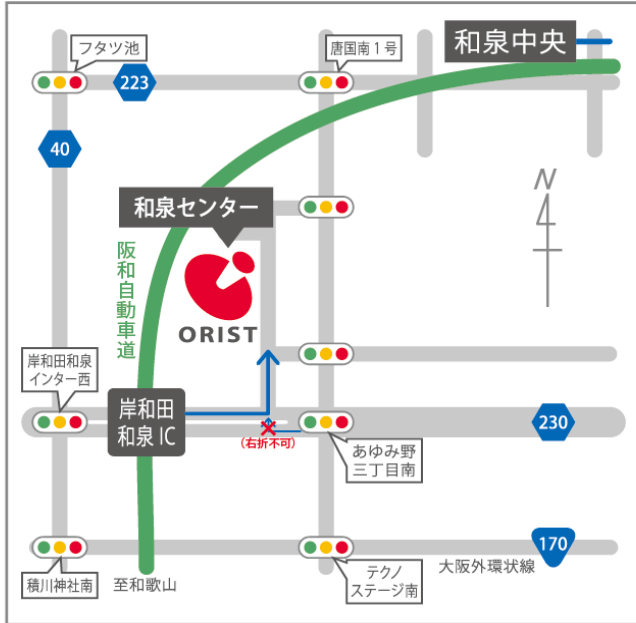 フタツ池
唐国南1号
和泉中央
223
40
N
和泉センター
阪和自動車道
ORIST
岸和田和泉
インター西
岸和田
和泉IC
(右折不可)
230
あゆみ野
三丁目南
170
大阪外環状線
積川神社南
至和歌山
テクノ
ステージ南